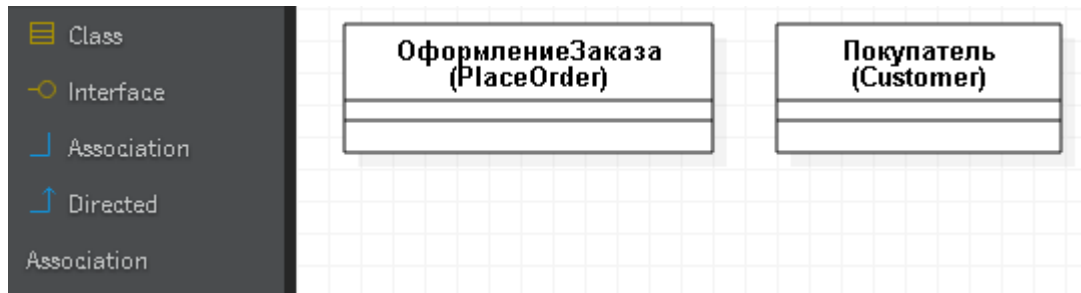 Class
Interface
Association
Directed
Association
ОформлениеЗаказа
(PlaceOrder)
Покупатель
(Customer)